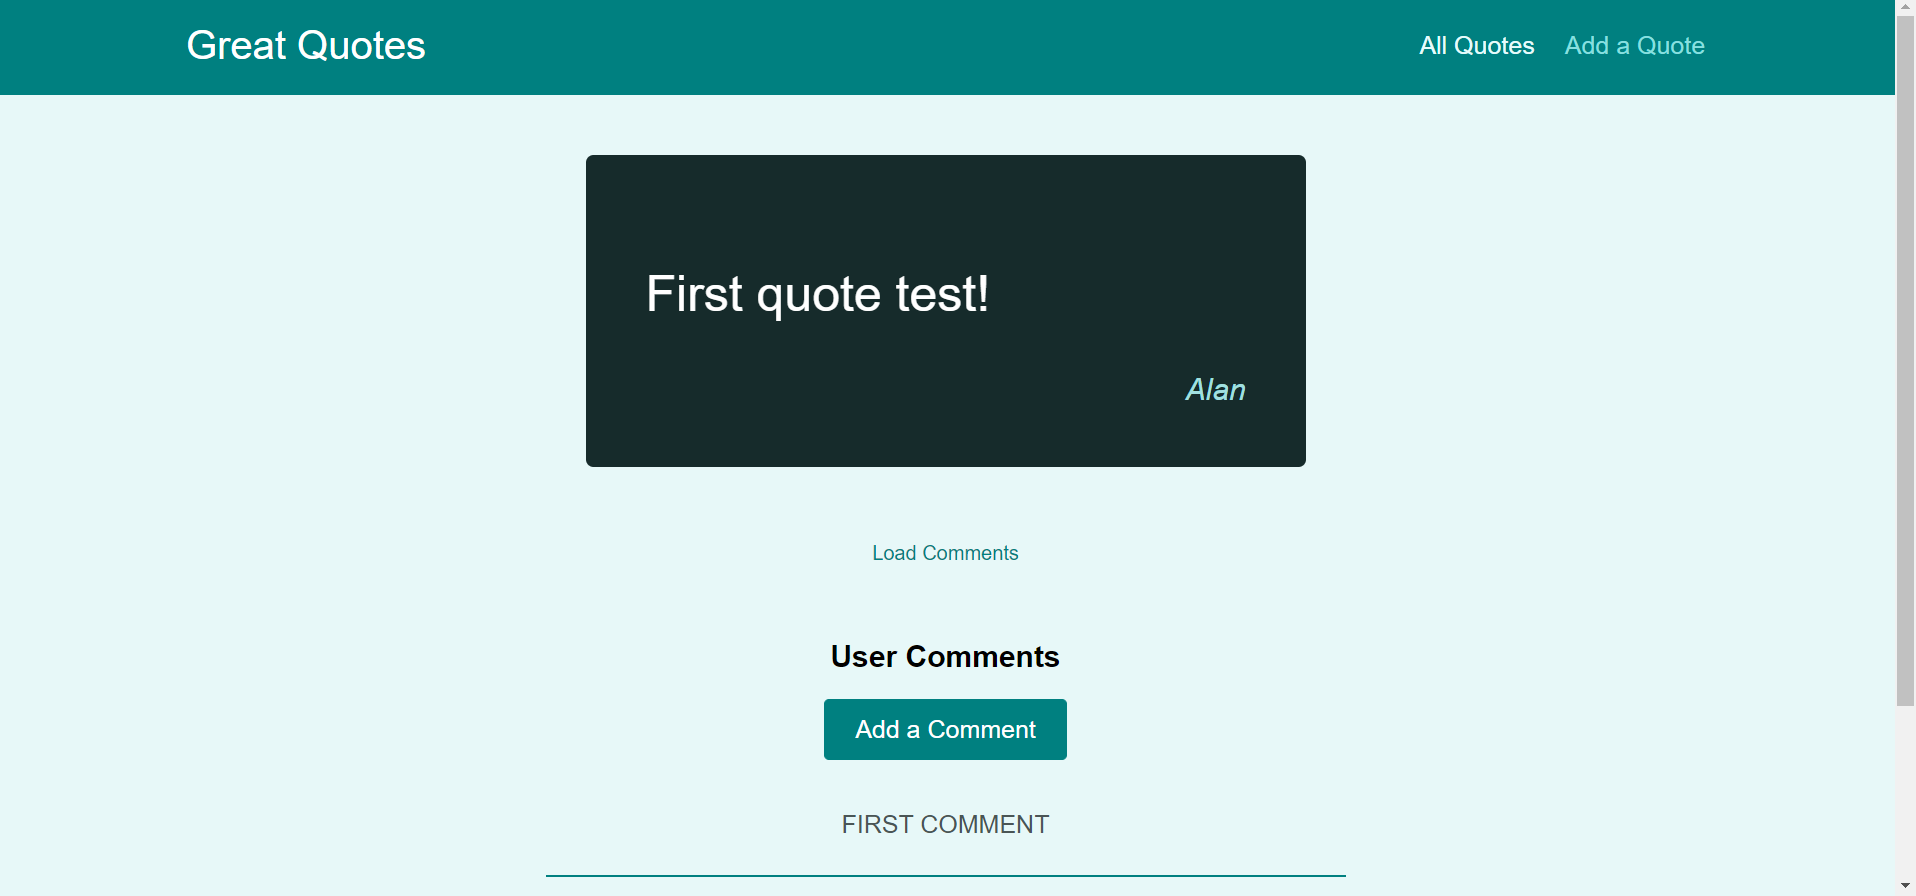 Great Quotes
All Quotes Add a Quote
First quote test!
Alan
Load Comments
User Comments
Add a Comment
FIRST COMMENT